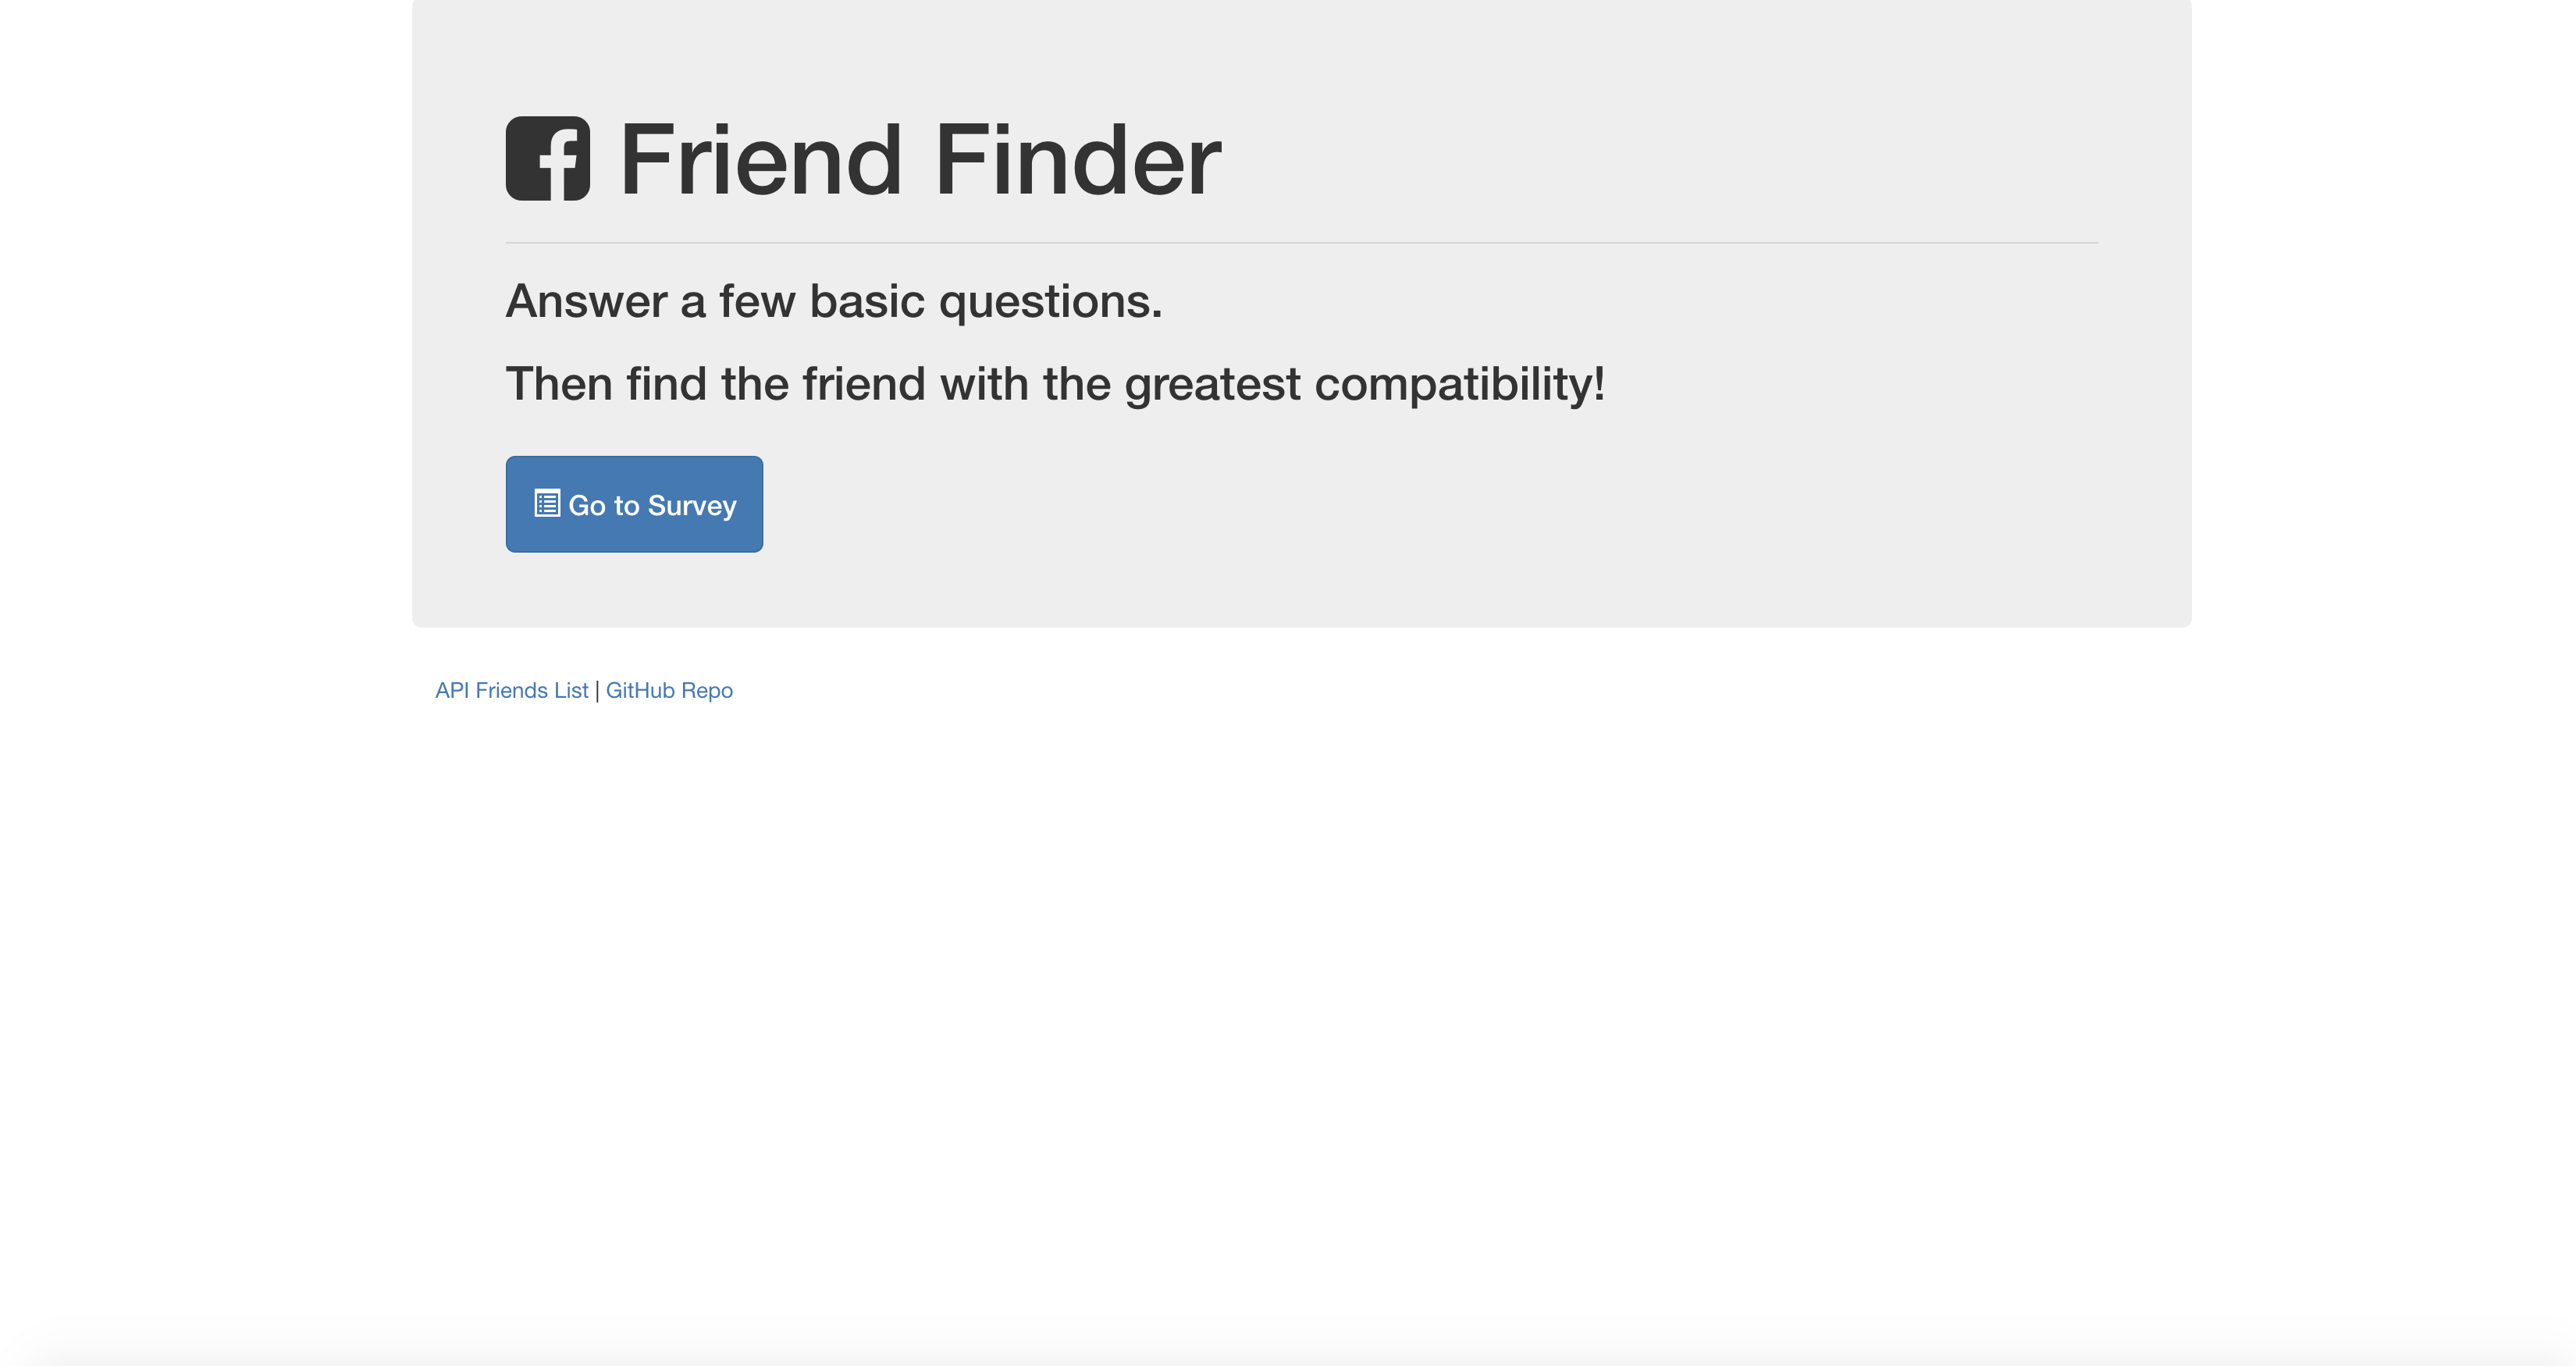 Friend Finder
Answer a few basic questions.
Then find the friend with the greatest compatibility!
Go to Survey
API Friends List | GitHub Repo